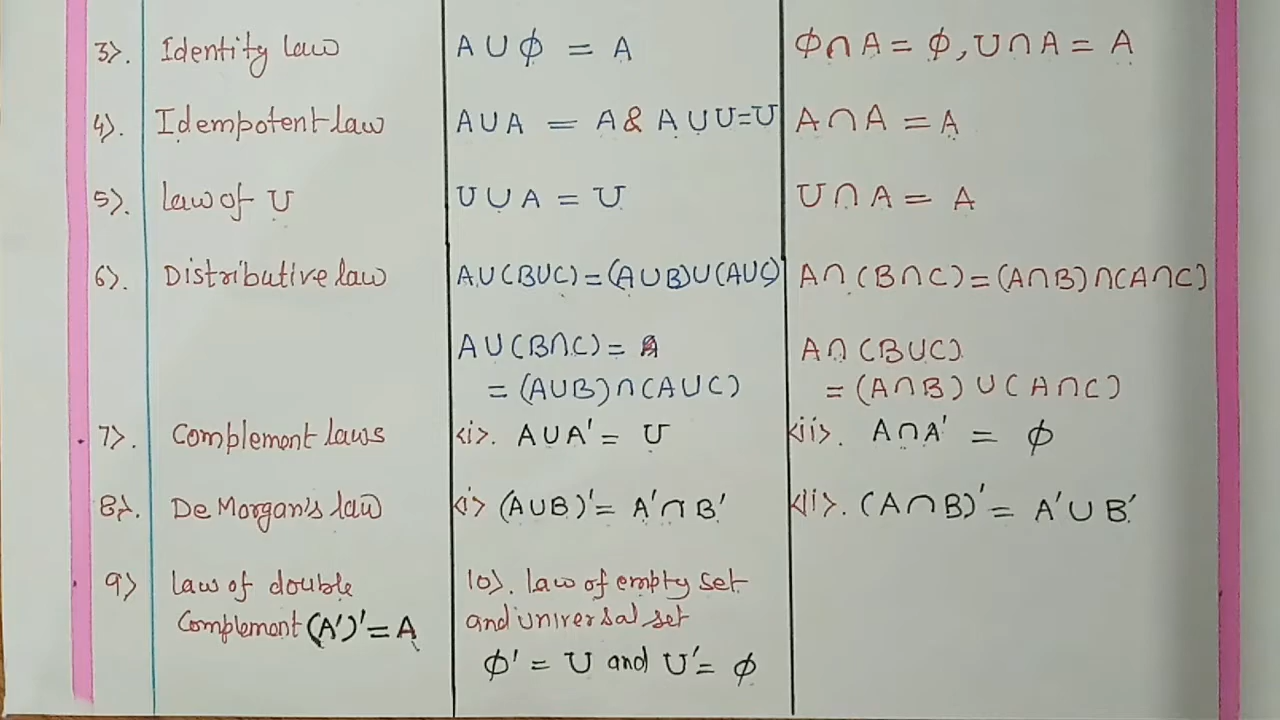 3⟩. Identity law A ∪ ϕ = A ϕ ∩ A = ϕ, U ∩ A = A
4⟩. Idempotent law A ∪ A = A & A ∪ U = U A ∩ A = A
5⟩. law of U U ∪ A = U U ∩ A = A
6⟩. Distributive law A ∪ (B ∪ C) = (A ∪ B) ∪ (A ∪ C) A ∩ (B ∩ C) = (A ∩ B) ∩ (A ∩ C)
A ∪ (B ∩ C) = A ∩ (B ∪ C)
= (A ∪ B) ∩ (A ∪ C) = (A ∩ B) ∪ (A ∩ C)
7⟩. Complement laws <i>. A ∪ A' = U <ii>. A ∩ A' = ϕ
8⟩. De Morgan's law <i> (A ∪ B)' = A' ∩ B' <ii>. (A ∩ B)' = A' ∪ B'
9⟩ law of double 10⟩. law of empty set
Complement (A')' = A and universal set
ϕ' = U and U' = ϕ